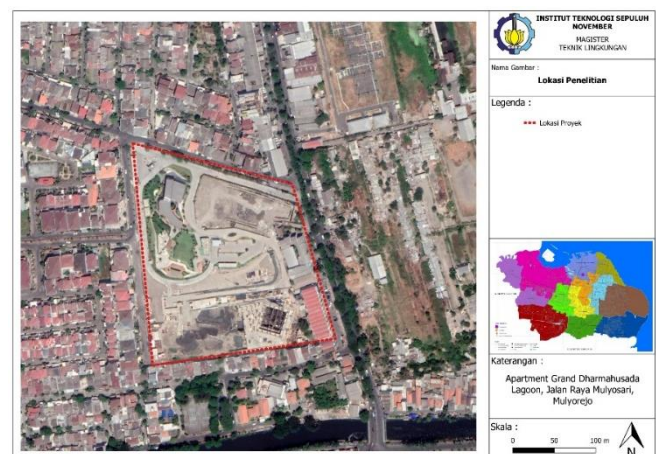 INSTITUT TEKNOLOGI SEPULUH
NOVEMBER
MAGISTER
TEKNIK LINGKUNGAN
Nama Gambar :
Lokasi Penelitian
Legenda :
Lokasi Proyek
Katerangan :
Apartment Grand Dharmahusada
Lagoon, Jalan Raya Mulyosari,
Mulyorejo
Skala :
0 50 100 m
N